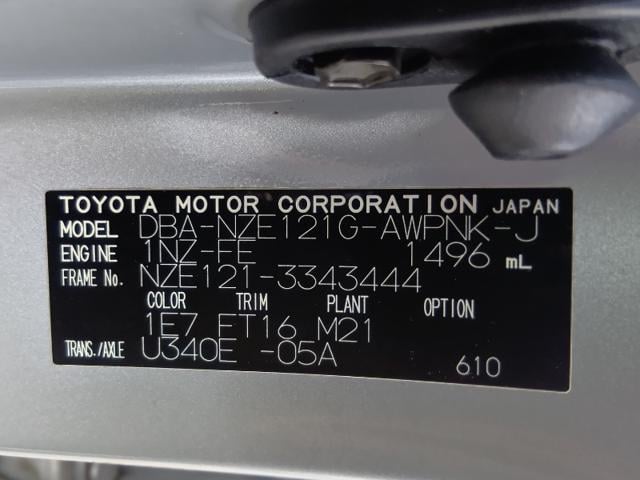 TOYOTA MOTOR CORPORATION JAPAN
MODEL DBA-NZE121G-AWPNK-J
ENGINE 1NZ-FE 1496 mL
FRAME No. NZE121-3343444
COLOR TRIM PLANT OPTION
1E7 FT16 M21
TRANS./AXLE U340E -05A
610